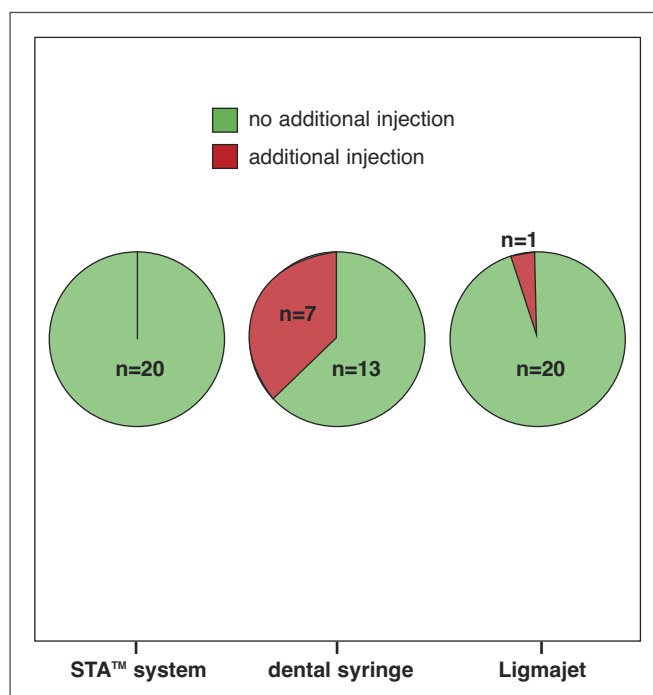 no additional injection
additional injection
n=1
n=7
n=20
n=13
n=20
STA™ system
dental syringe
Ligmajet